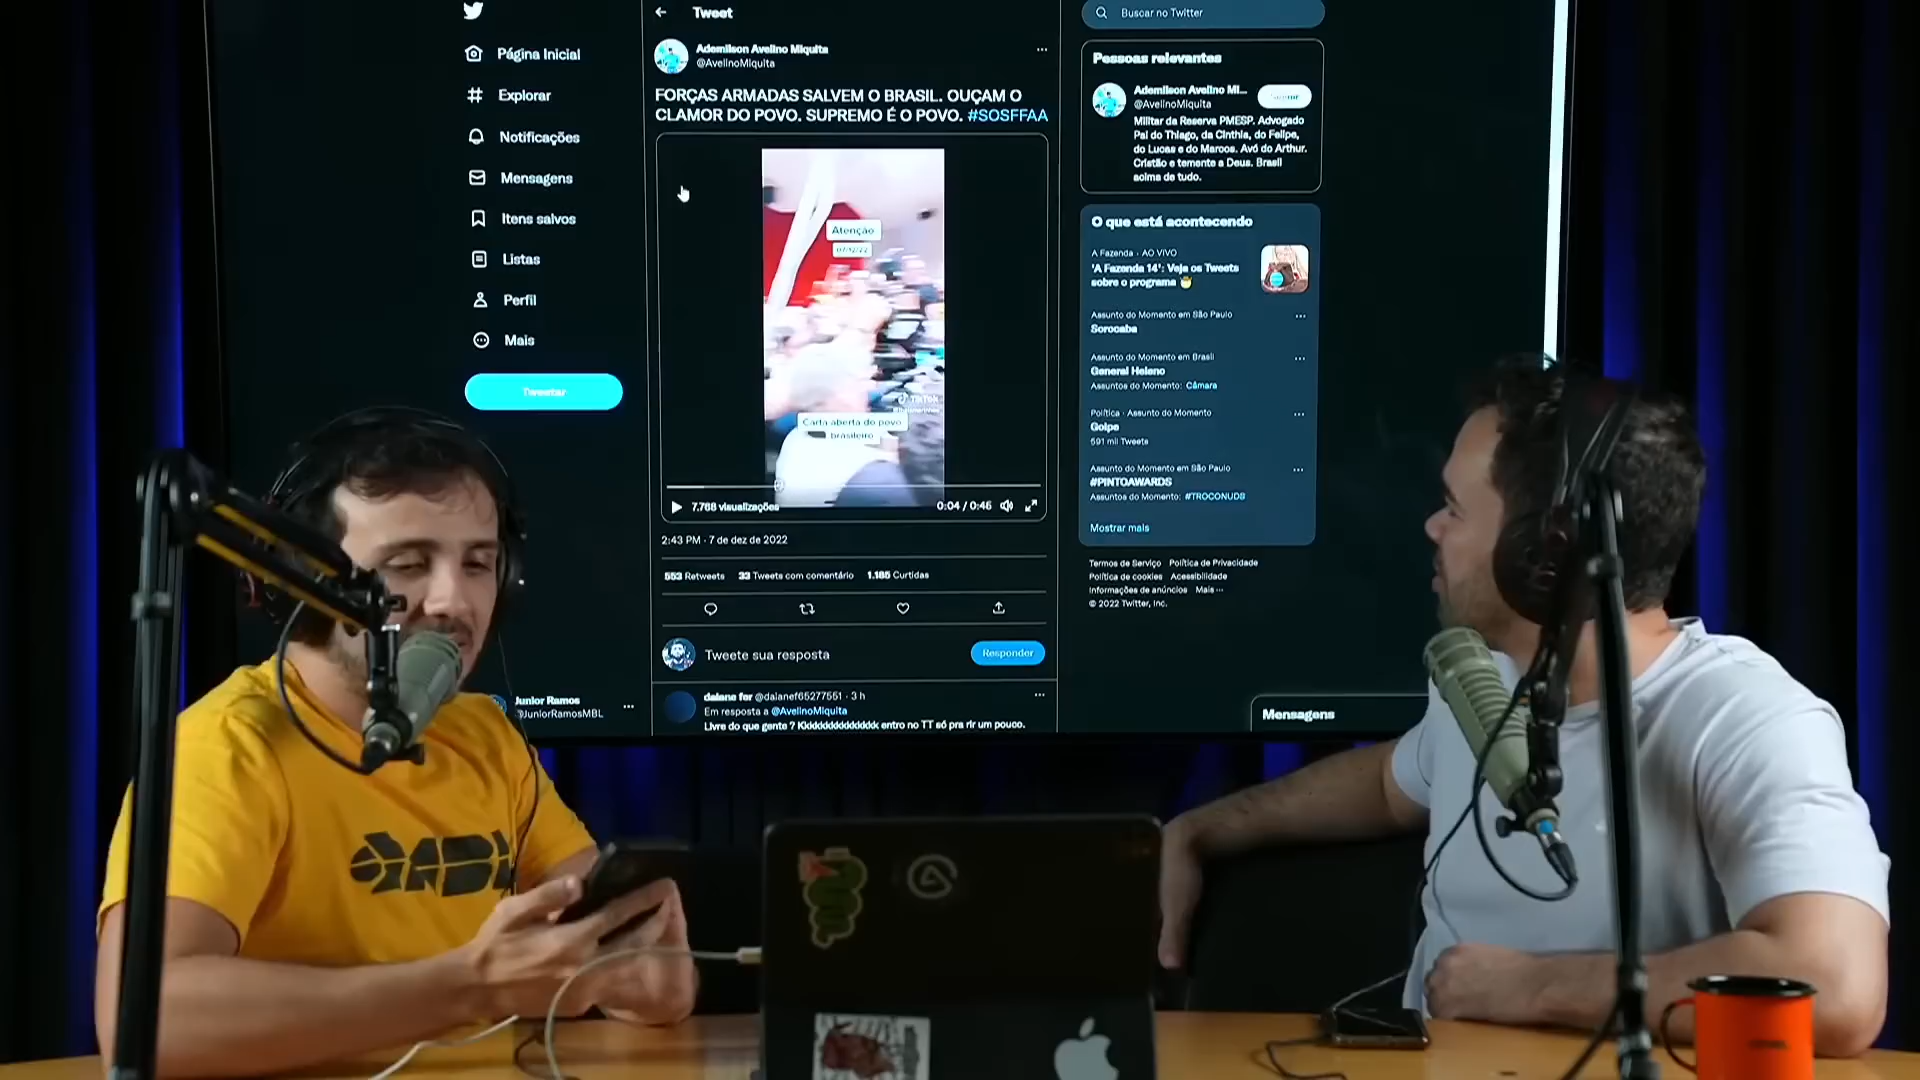 Página Inicial
Explorar
Notificações
Mensagens
Itens salvos
Listas
Perfil
Mais
Tweetar
Junior Ramos
@JuniorRamosMBL
Tweet
Ademilson Avelino Miquita
@AvelinoMiquita
FORÇAS ARMADAS SALVEM O BRASIL. OUÇAM O
CLAMOR DO POVO. SUPREMO É O POVO. #SOSFFAA
Atenção
07/12/22
TikTok
Carta aberta do povo
brasileiro
7.768 visualizações
0:04 / 0:46
2:43 PM · 7 de dez de 2022
553 Retweets 33 Tweets com comentário 1.185 Curtidas
Tweete sua resposta
Responder
daiane fer @daianef65277551 · 3 h
Em resposta a @AvelinoMiquita
Livre do que gente ? Kkkkkkkkkkkkkkk entro no TT só pra rir um pouco.
Buscar no Twitter
Pessoas relevantes
Ademilson Avelino Mi...
@AvelinoMiquita
Seguir
Militar da Reserva PMESP. Advogado
Pai do Thiago, da Cinthia, do Felipe,
do Lucas e do Marcos. Avô do Arthur.
Cristão e temente a Deus. Brasil
acima de tudo.
O que está acontecendo
A Fazenda · AO VIVO
'A Fazenda 14': Veja os Tweets
sobre o programa
Assunto do Momento em São Paulo
Sorocaba
Assunto do Momento em Brasil
General Heleno
Assuntos do Momento: Câmara
Política · Assunto do Momento
Golpe
591 mil Tweets
Assunto do Momento em São Paulo
#PINTOAWARDS
Assuntos do Momento: #TROCONUDS
Mostrar mais
Termos de Serviço Política de Privacidade
Política de cookies Acessibilidade
Informações de anúncios Mais ···
© 2022 Twitter, Inc.
Mensagens
MBL